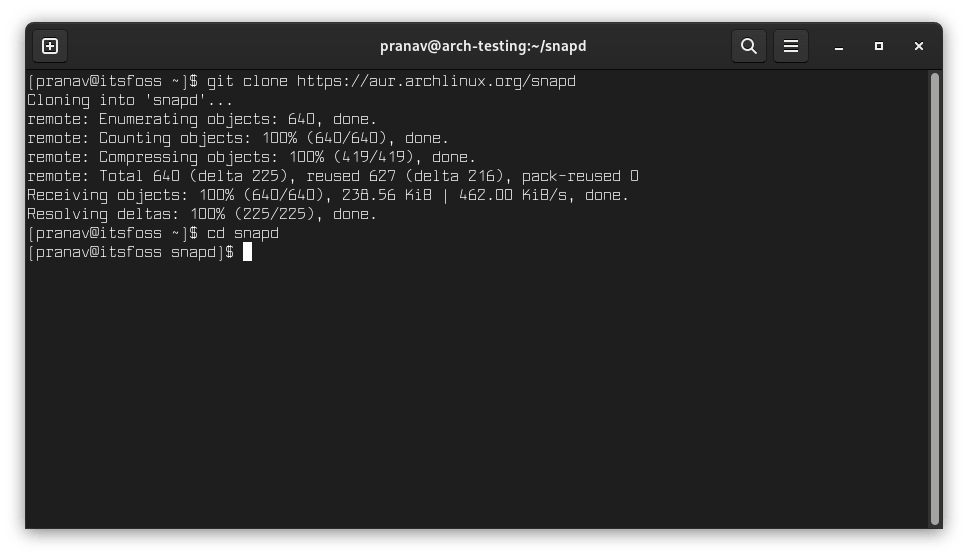 pranav@arch-testing:~/snapd
[pranav@itsfoss ~]$ git clone https://aur.archlinux.org/snapd
Cloning into 'snapd'...
remote: Enumerating objects: 640, done.
remote: Counting objects: 100% (640/640), done.
remote: Compressing objects: 100% (419/419), done.
remote: Total 640 (delta 225), reused 627 (delta 216), pack-reused 0
Receiving objects: 100% (640/640), 238.56 KiB | 462.00 KiB/s, done.
Resolving deltas: 100% (225/225), done.
[pranav@itsfoss ~]$ cd snapd
[pranav@itsfoss snapd]$